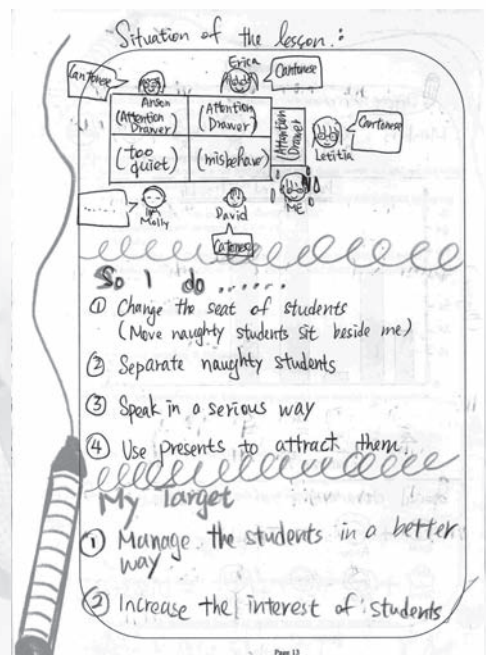 Situation of the lesson :
Erica
Cantonese
Cantonese
Anson
(Attention Drawer)
(Attention Drawer)
(Attention Drawer)
Cantonese
Letitia
(too quiet)
(misbehave)
ME
......
Molly
David
Catonese
So I do ......
① Change the seat of students
(Move naughty students sit beside me)
② Separate naughty students
③ Speak in a serious way
④ Use presents to attract them.
My Target
① Manage the students in a better
way.
② Increase the interest of students
Page 13